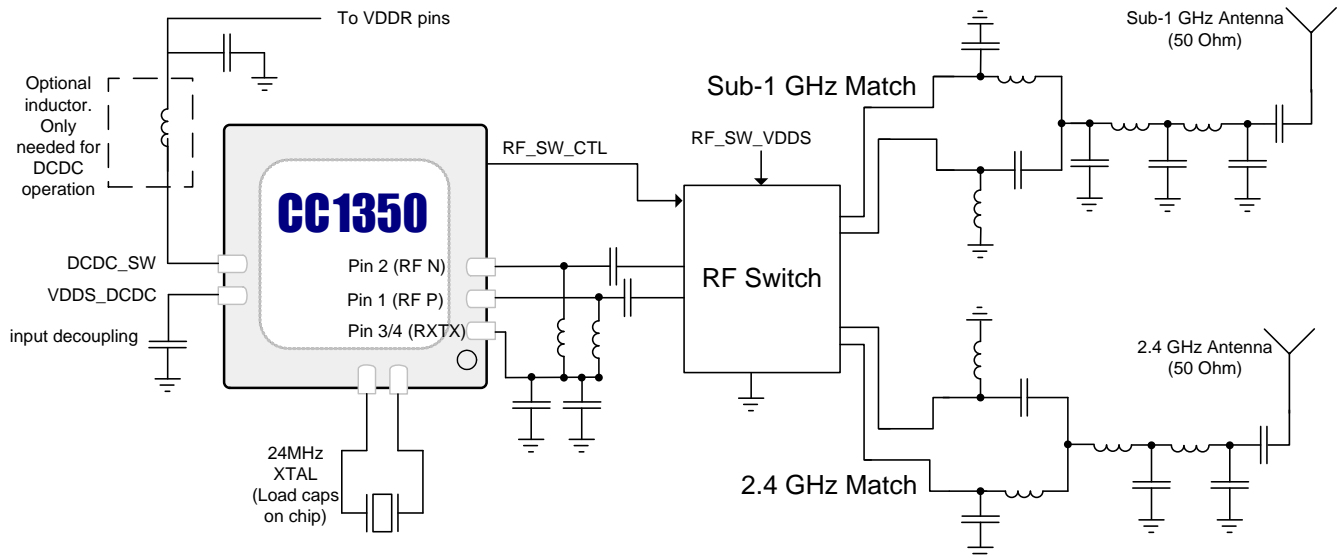 To VDDR pins
Optional
inductor.
Only
needed for
DCDC
operation
Sub-1 GHz Antenna
(50 Ohm)
Sub-1 GHz Match
RF_SW_CTL
RF_SW_VDDS
CC1350
DCDC_SW
VDDS_DCDC
input decoupling
Pin 2 (RF N)
Pin 1 (RF P)
Pin 3/4 (RXTX)
RF Switch
2.4 GHz Antenna
(50 Ohm)
2.4 GHz Match
24MHz
XTAL
(Load caps
on chip)